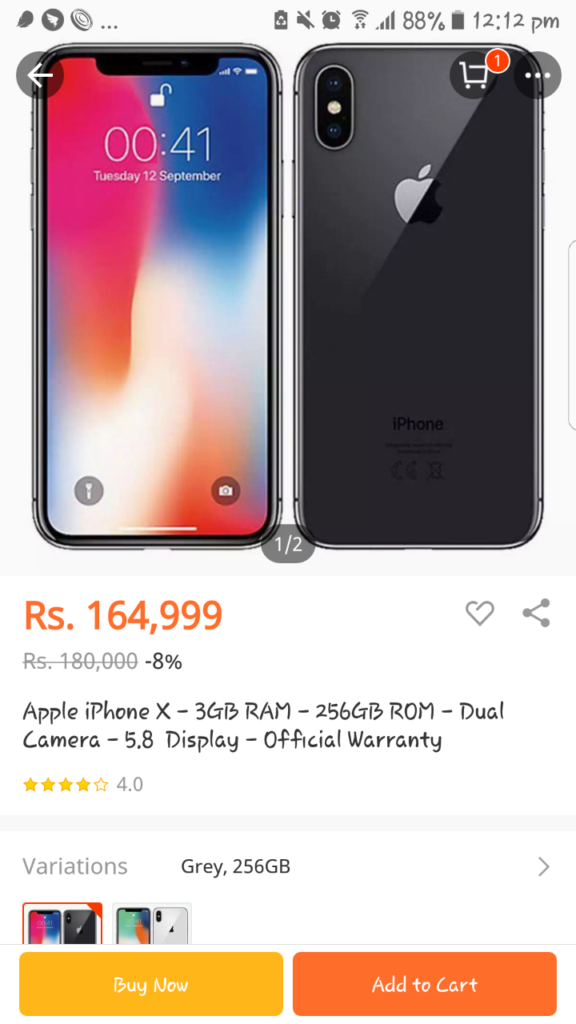 ... 88% 12:12 pm
1
00:41
Tuesday 12 September
iPhone
1/2
Rs. 164,999
Rs. 180,000 -8%
Apple iPhone X - 3GB RAM - 256GB ROM - Dual
Camera - 5.8 Display - Official Warranty
4.0
Variations Grey, 256GB
Buy Now Add to Cart